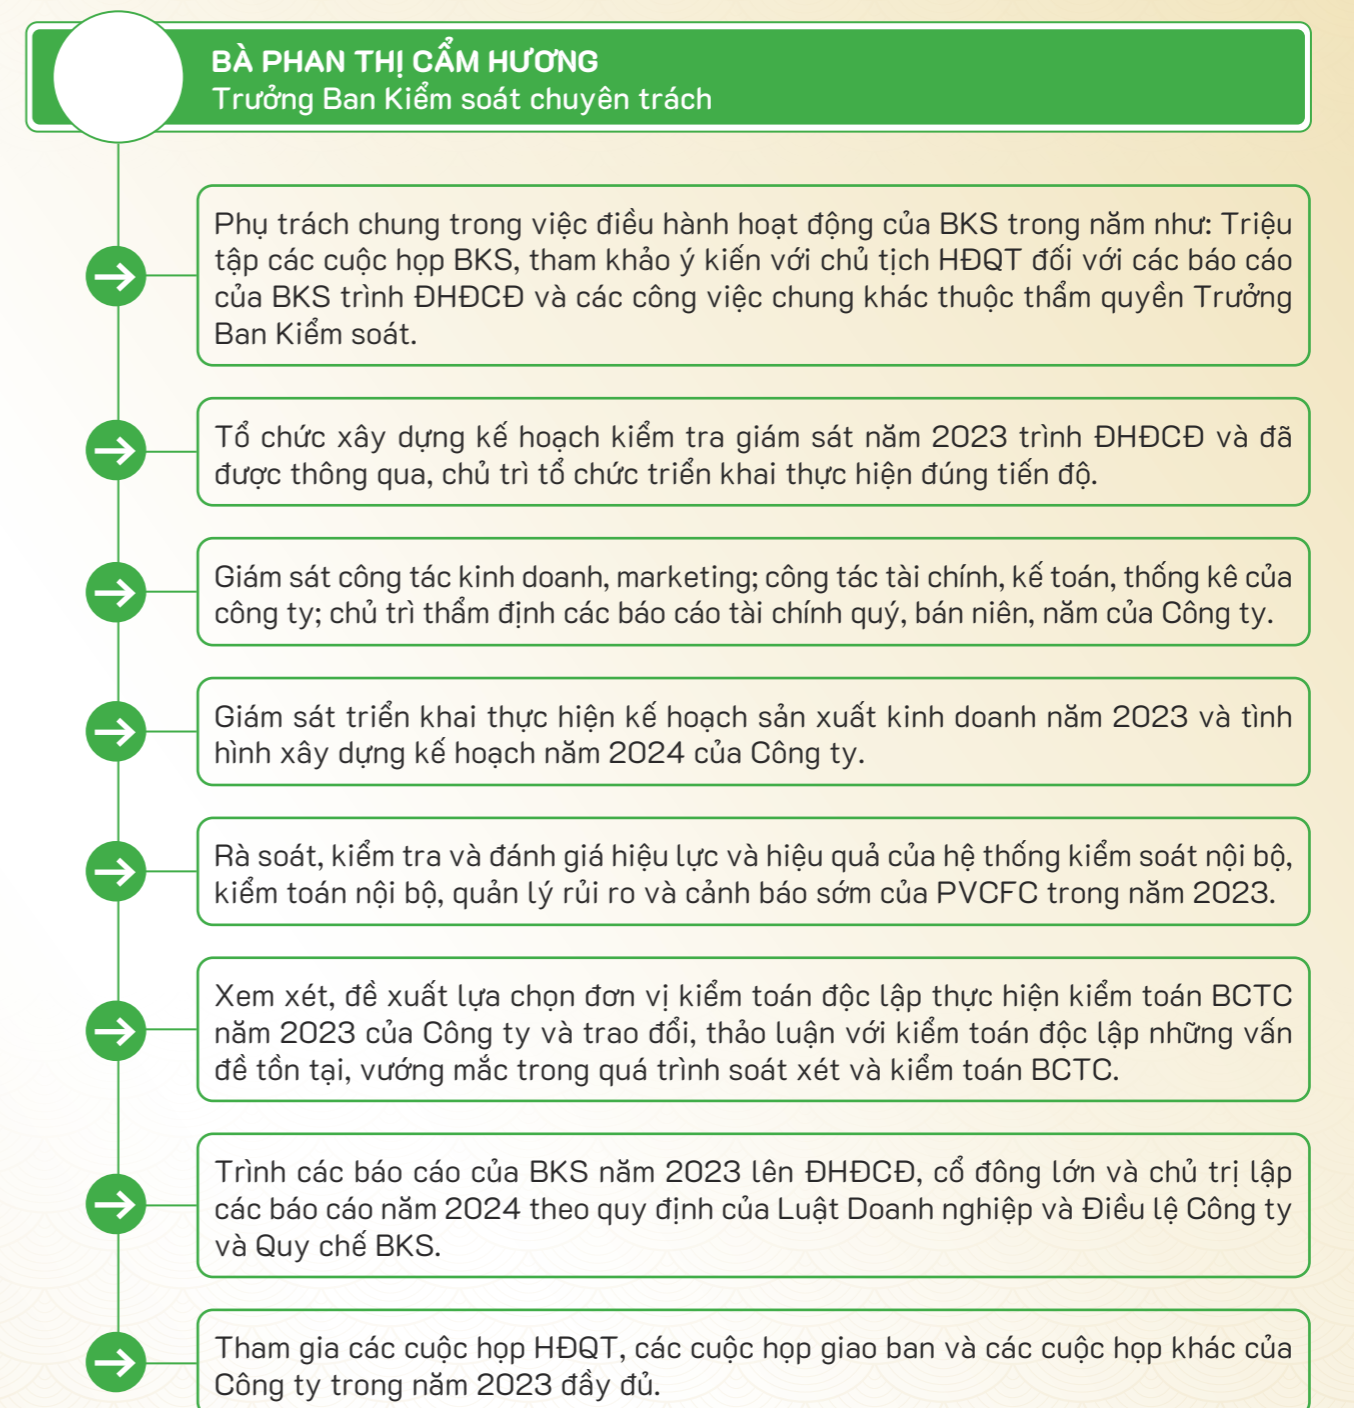 BÀ PHAN THỊ CẨM HƯƠNG
Trưởng Ban Kiểm soát chuyên trách
Phụ trách chung trong việc điều hành hoạt động của BKS trong năm như: Triệu
tập các cuộc họp BKS, tham khảo ý kiến với chủ tịch HĐQT đối với các báo cáo
của BKS trình ĐHĐCĐ và các công việc chung khác thuộc thẩm quyền Trưởng
Ban Kiểm soát.
Tổ chức xây dựng kế hoạch kiểm tra giám sát năm 2023 trình ĐHĐCĐ và đã
được thông qua, chủ trì tổ chức triển khai thực hiện đúng tiến độ.
Giám sát công tác kinh doanh, marketing; công tác tài chính, kế toán, thống kê của
công ty; chủ trì thẩm định các báo cáo tài chính quý, bán niên, năm của Công ty.
Giám sát triển khai thực hiện kế hoạch sản xuất kinh doanh năm 2023 và tình
hình xây dựng kế hoạch năm 2024 của Công ty.
Rà soát, kiểm tra và đánh giá hiệu lực và hiệu quả của hệ thống kiểm soát nội bộ,
kiểm toán nội bộ, quản lý rủi ro và cảnh báo sớm của PVCFC trong năm 2023.
Xem xét, đề xuất lựa chọn đơn vị kiểm toán độc lập thực hiện kiểm toán BCTC
năm 2023 của Công ty và trao đổi, thảo luận với kiểm toán độc lập những vấn
đề tồn tại, vướng mắc trong quá trình soát xét và kiểm toán BCTC.
Trình các báo cáo của BKS năm 2023 lên ĐHĐCĐ, cổ đông lớn và chủ trị lập
các báo cáo năm 2024 theo quy định của Luật Doanh nghiệp và Điều lệ Công ty
và Quy chế BKS.
Tham gia các cuộc họp HĐQT, các cuộc họp giao ban và các cuộc họp khác của
Công ty trong năm 2023 đầy đủ.